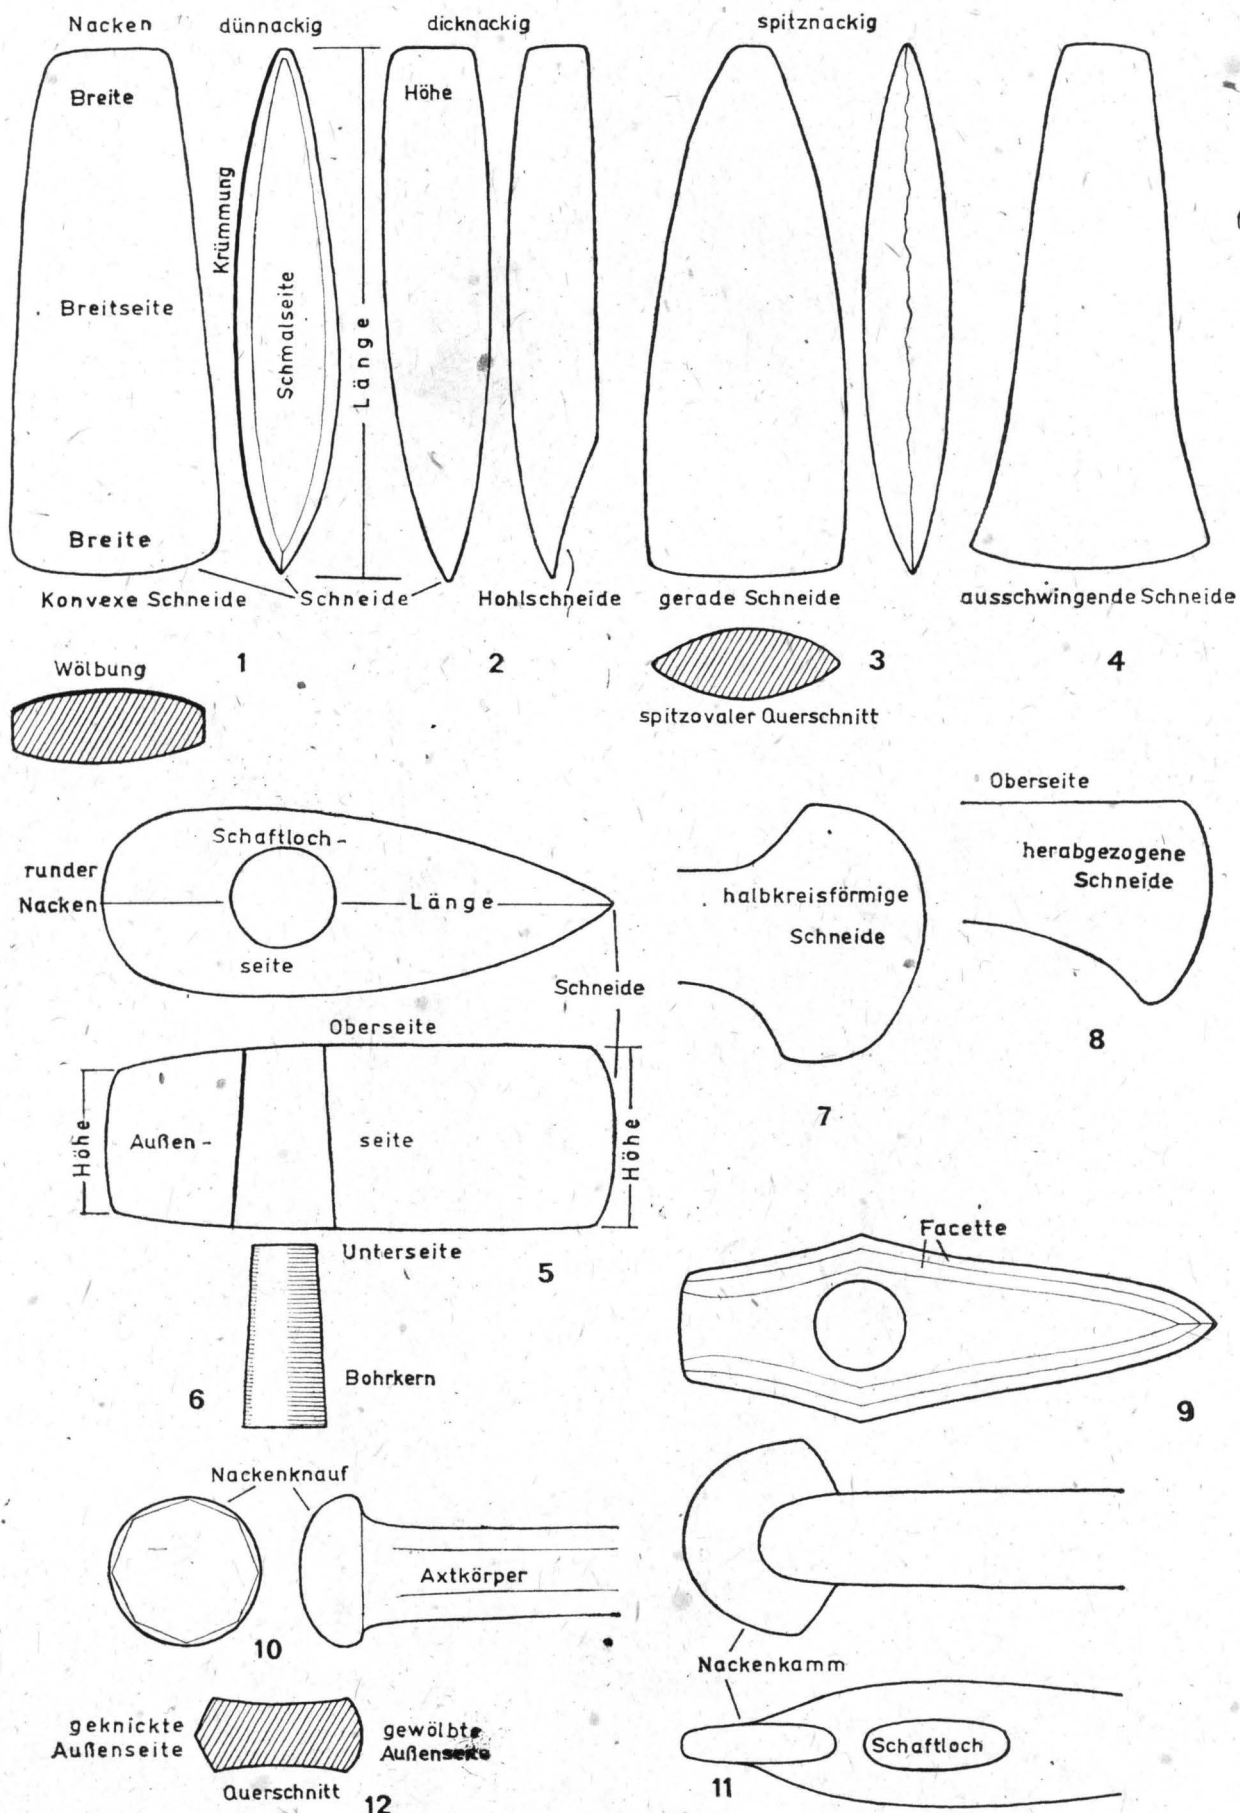 Nacken dünnackig dicknackig spitznackig
Breite
Höhe
Krümmung
Breitseite
Schmalseite
Länge
Breite
Konvexe Schneide Schneide Hohlschneide gerade Schneide ausschwingende Schneide
Wölbung
1 2 3 4
spitzovaler Querschnitt
Schaftloch-
runder
Nacken
Länge
seite
Schneide
Oberseite
Höhe
Außen-
seite
Höhe
Unterseite
5
halbkreisförmige
Schneide
7
Oberseite
herabgezogene
Schneide
8
Bohrkern
6
Facette
9
Nackenknauf
Axtkörper
10
Nackenkamm
Schaftloch
11
geknickte
Außenseite
gewölbte
Außenseite
Querschnitt
12